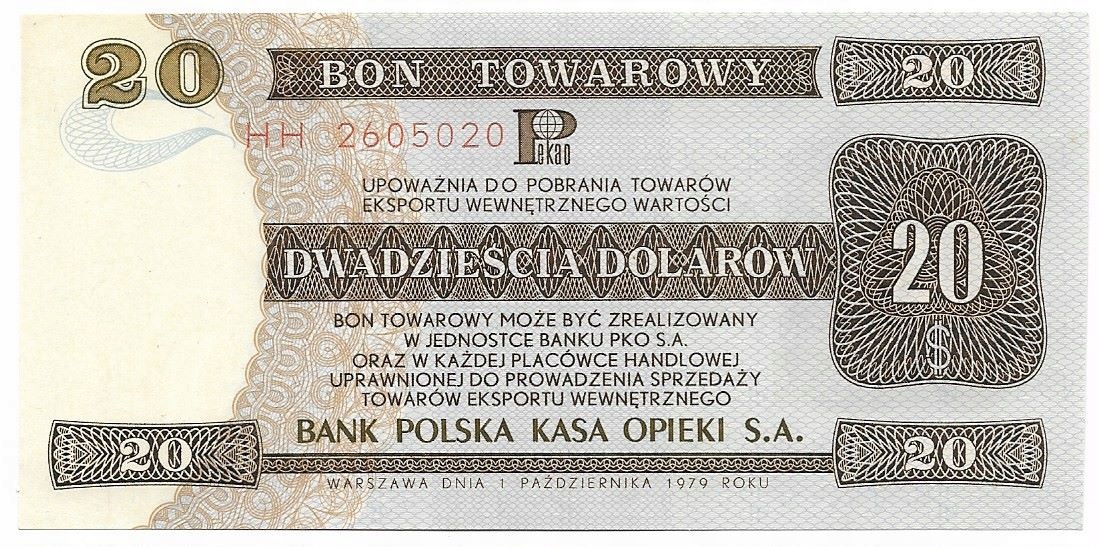 20 BON TOWAROWY 20
HH 2605020 Pekao
UPOWAŻNIA DO POBRANIA TOWARÓW
EKSPORTU WEWNĘTRZNEGO WARTOŚCI
DWADZIEŚCIA DOLARÓW 20
$
BON TOWAROWY MOŻE BYĆ ZREALIZOWANY
W JEDNOSTCE BANKU PKO S.A.
ORAZ W KAŻDEJ PLACÓWCE HANDLOWEJ
UPRAWNIONEJ DO PROWADZENIA SPRZEDAŻY
TOWARÓW EKSPORTU WEWNĘTRZNEGO
BANK POLSKA KASA OPIEKI S.A.
20 20
WARSZAWA DNIA 1 PAŹDZIERNIKA 1979 ROKU